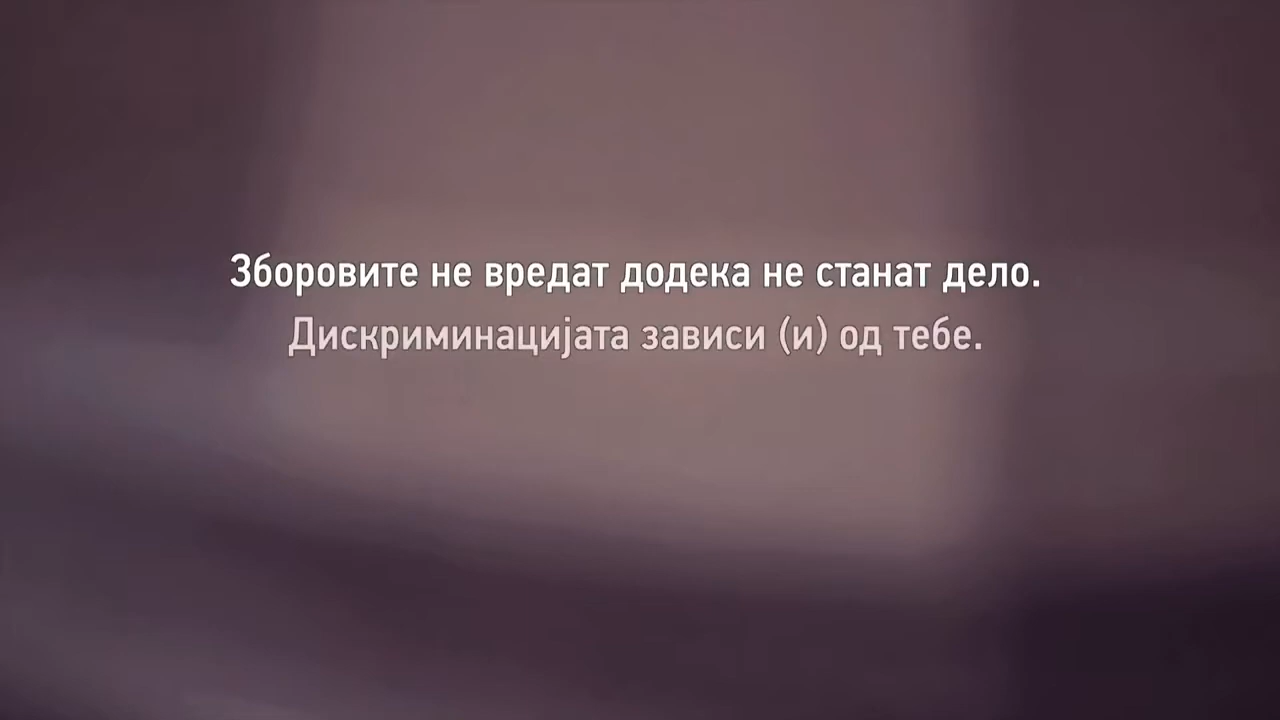 Зборовите не вредат додека не станат дело.
Дискриминацијата зависи (и) од тебе.